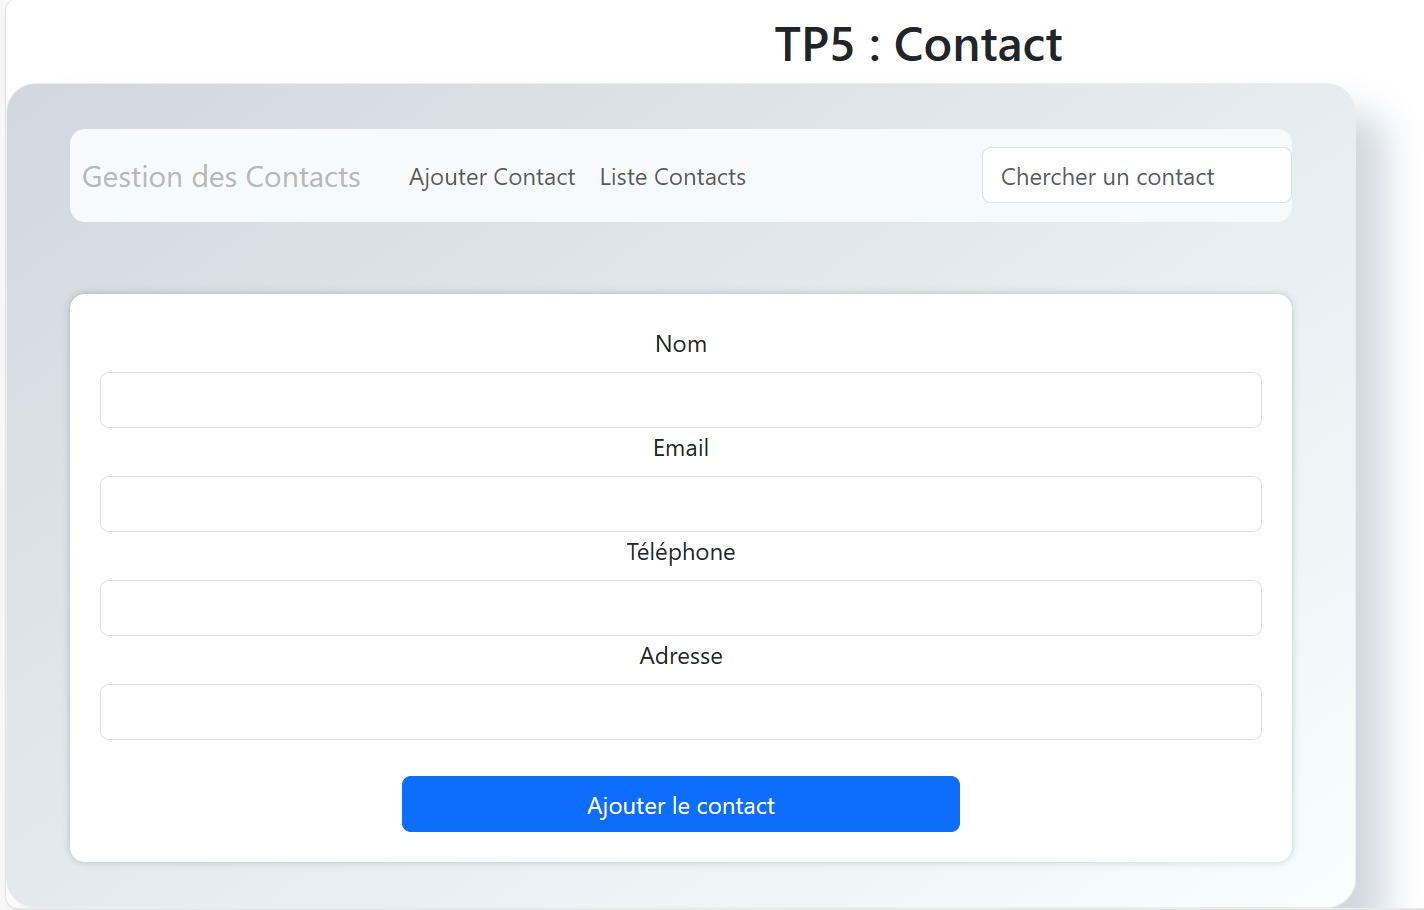 TP5 : Contact
Gestion des Contacts Ajouter Contact Liste Contacts Chercher un contact
Nom
Email
Téléphone
Adresse
Ajouter le contact